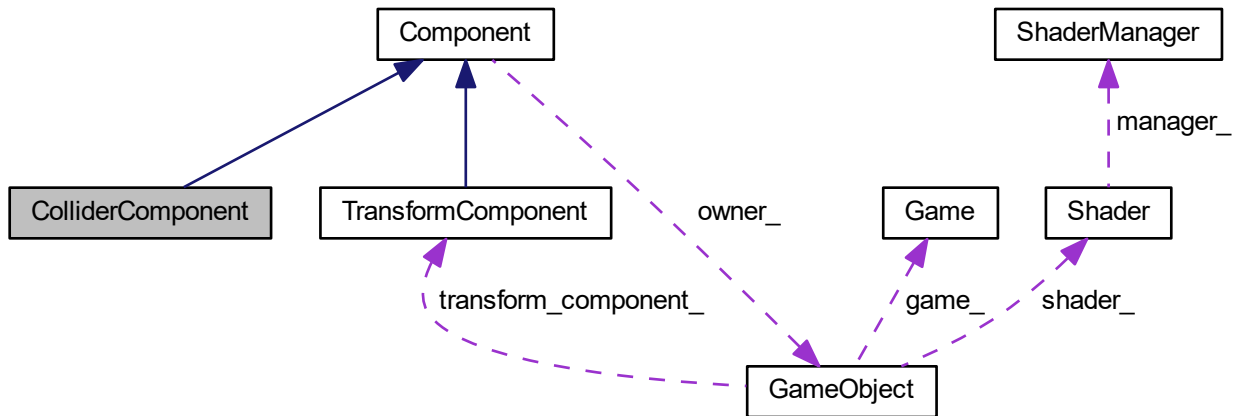 Component
ShaderManager
manager_
ColliderComponent
TransformComponent
owner_
Game
Shader
transform_component_
game_
shader_
GameObject